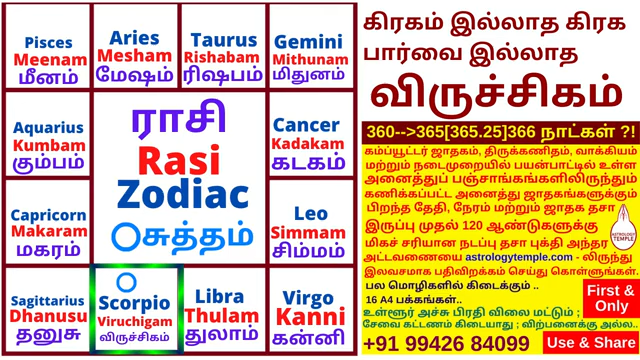 Pisces
Meenam
மீனம்
Aries
Mesham
மேஷம்
Taurus
Rishabam
ரிஷபம்
Gemini
Mithunam
மிதுனம்
Aquarius
Kumbam
கும்பம்
ராசி
Rasi
Zodiac
சுத்தம்
Cancer
Kadakam
கடகம்
Capricorn
Makaram
மகரம்
Leo
Simmam
சிம்மம்
Sagittarius
Dhanusu
தனுசு
Scorpio
Viruchigam
விருச்சிகம்
Libra
Thulam
துலாம்
Virgo
Kanni
கன்னி
கிரகம் இல்லாத கிரக
பார்வை இல்லாத
விருச்சிகம்
360-->365[365.25]366 நாட்கள் ?!
கம்ப்யூட்டர் ஜாதகம், திருக்கணிதம், வாக்கியம்
மற்றும் நடைமுறையில் பயன்பாட்டில் உள்ள
அனைத்துப் பஞ்சாங்கங்களிலிருந்தும்
கணிக்கப்பட்ட அனைத்து ஜாதகங்களுக்கும்
பிறந்த தேதி, நேரம் மற்றும் ஜாதக தசா
இருப்பு முதல் 120 ஆண்டுகளுக்கு
மிகச் சரியான நடப்பு தசா புக்தி அந்தர
அட்டவணையை astrologytemple.com - லிருந்து
இலவசமாக பதிவிறக்கம் செய்து கொள்ளுங்கள்.
ASTROLOGY
TEMPLE
பல மொழிகளில் கிடைக்கும் ..
16 A4 பக்கங்கள்..
உள்ளூர் அச்சு பிரதி விலை மட்டும் ;
சேவை கட்டணம் கிடையாது ; விற்பனைக்கு அல்ல..
First &
Only
+91 99426 84099
Use & Share